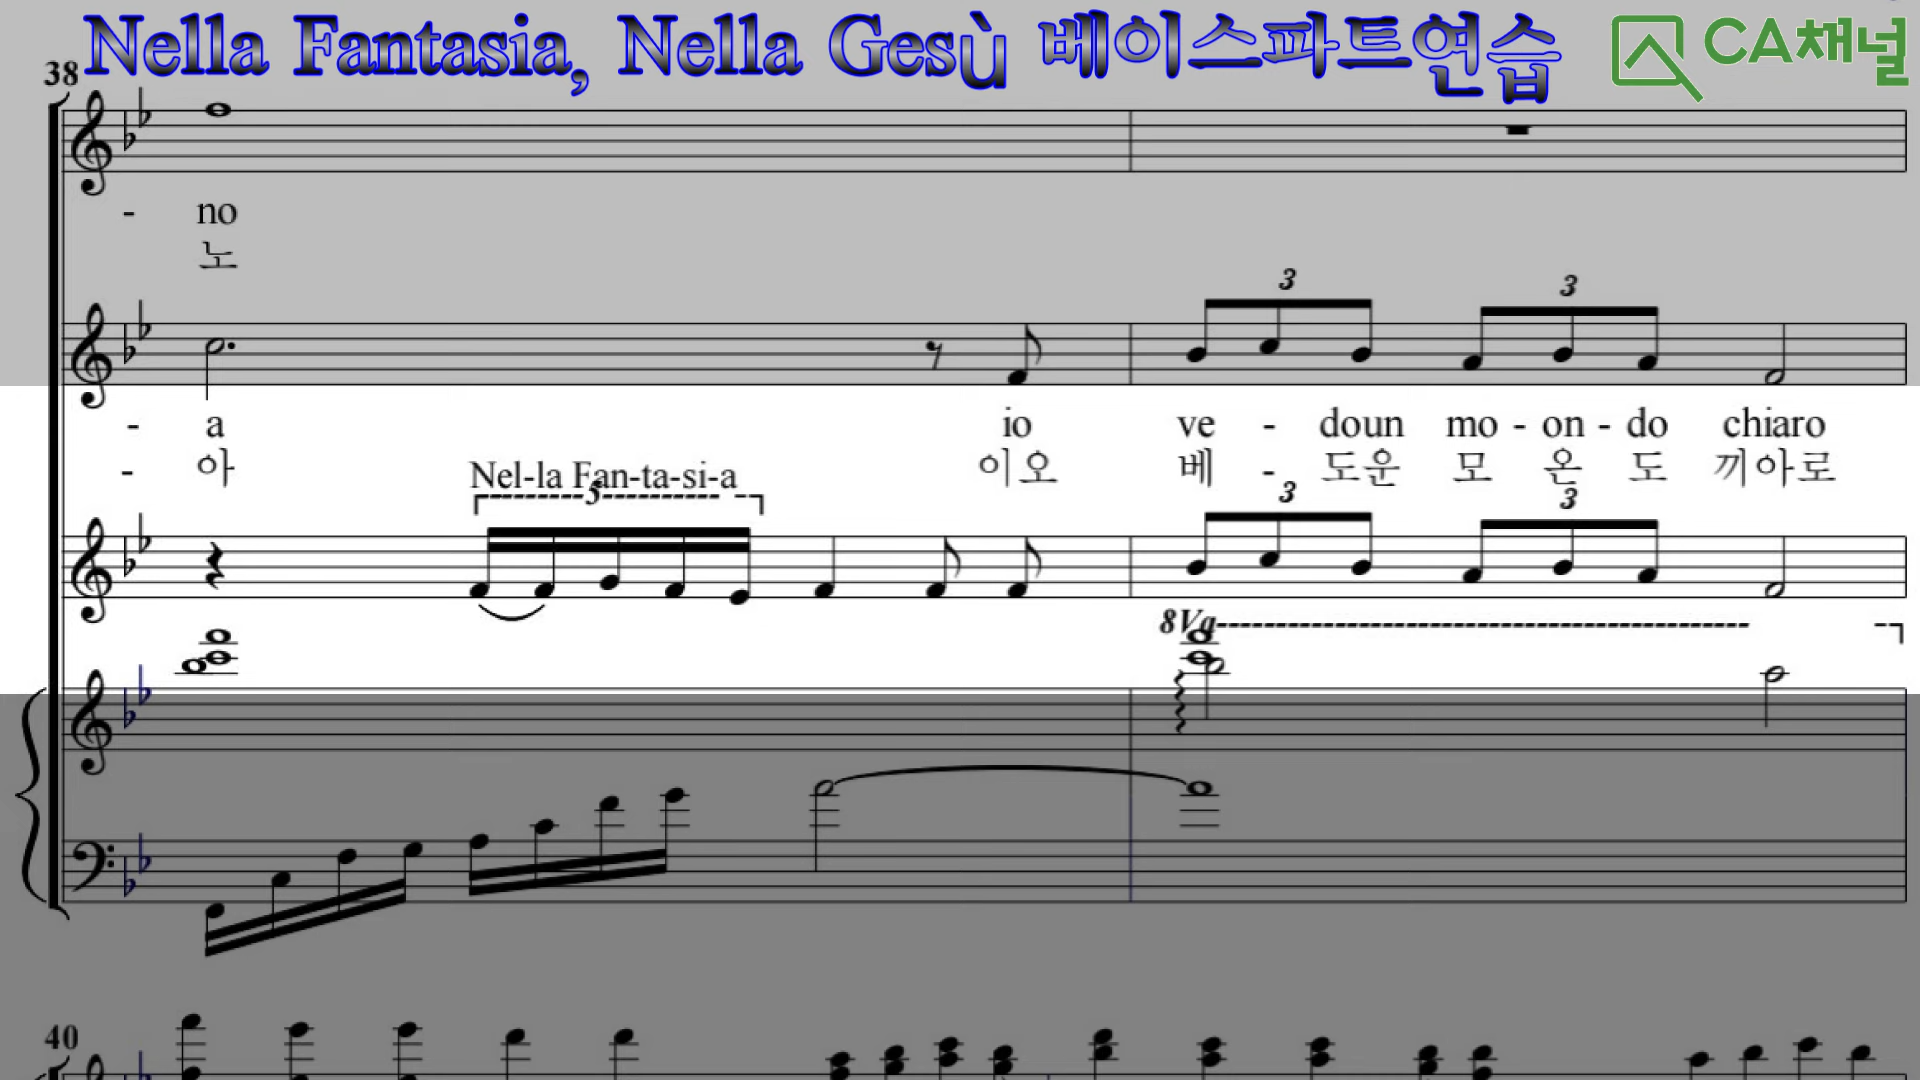 Nella Fantasia, Nella Gesù 베이스파트연습
CA채널
38
- no
노
3 3
- a io ve - doun mo - on - do chiaro
- 아 이오 베 - 도운 모 온 도 끼아로
Nel-la Fan-ta-si-a
5 3 3
8Va
40